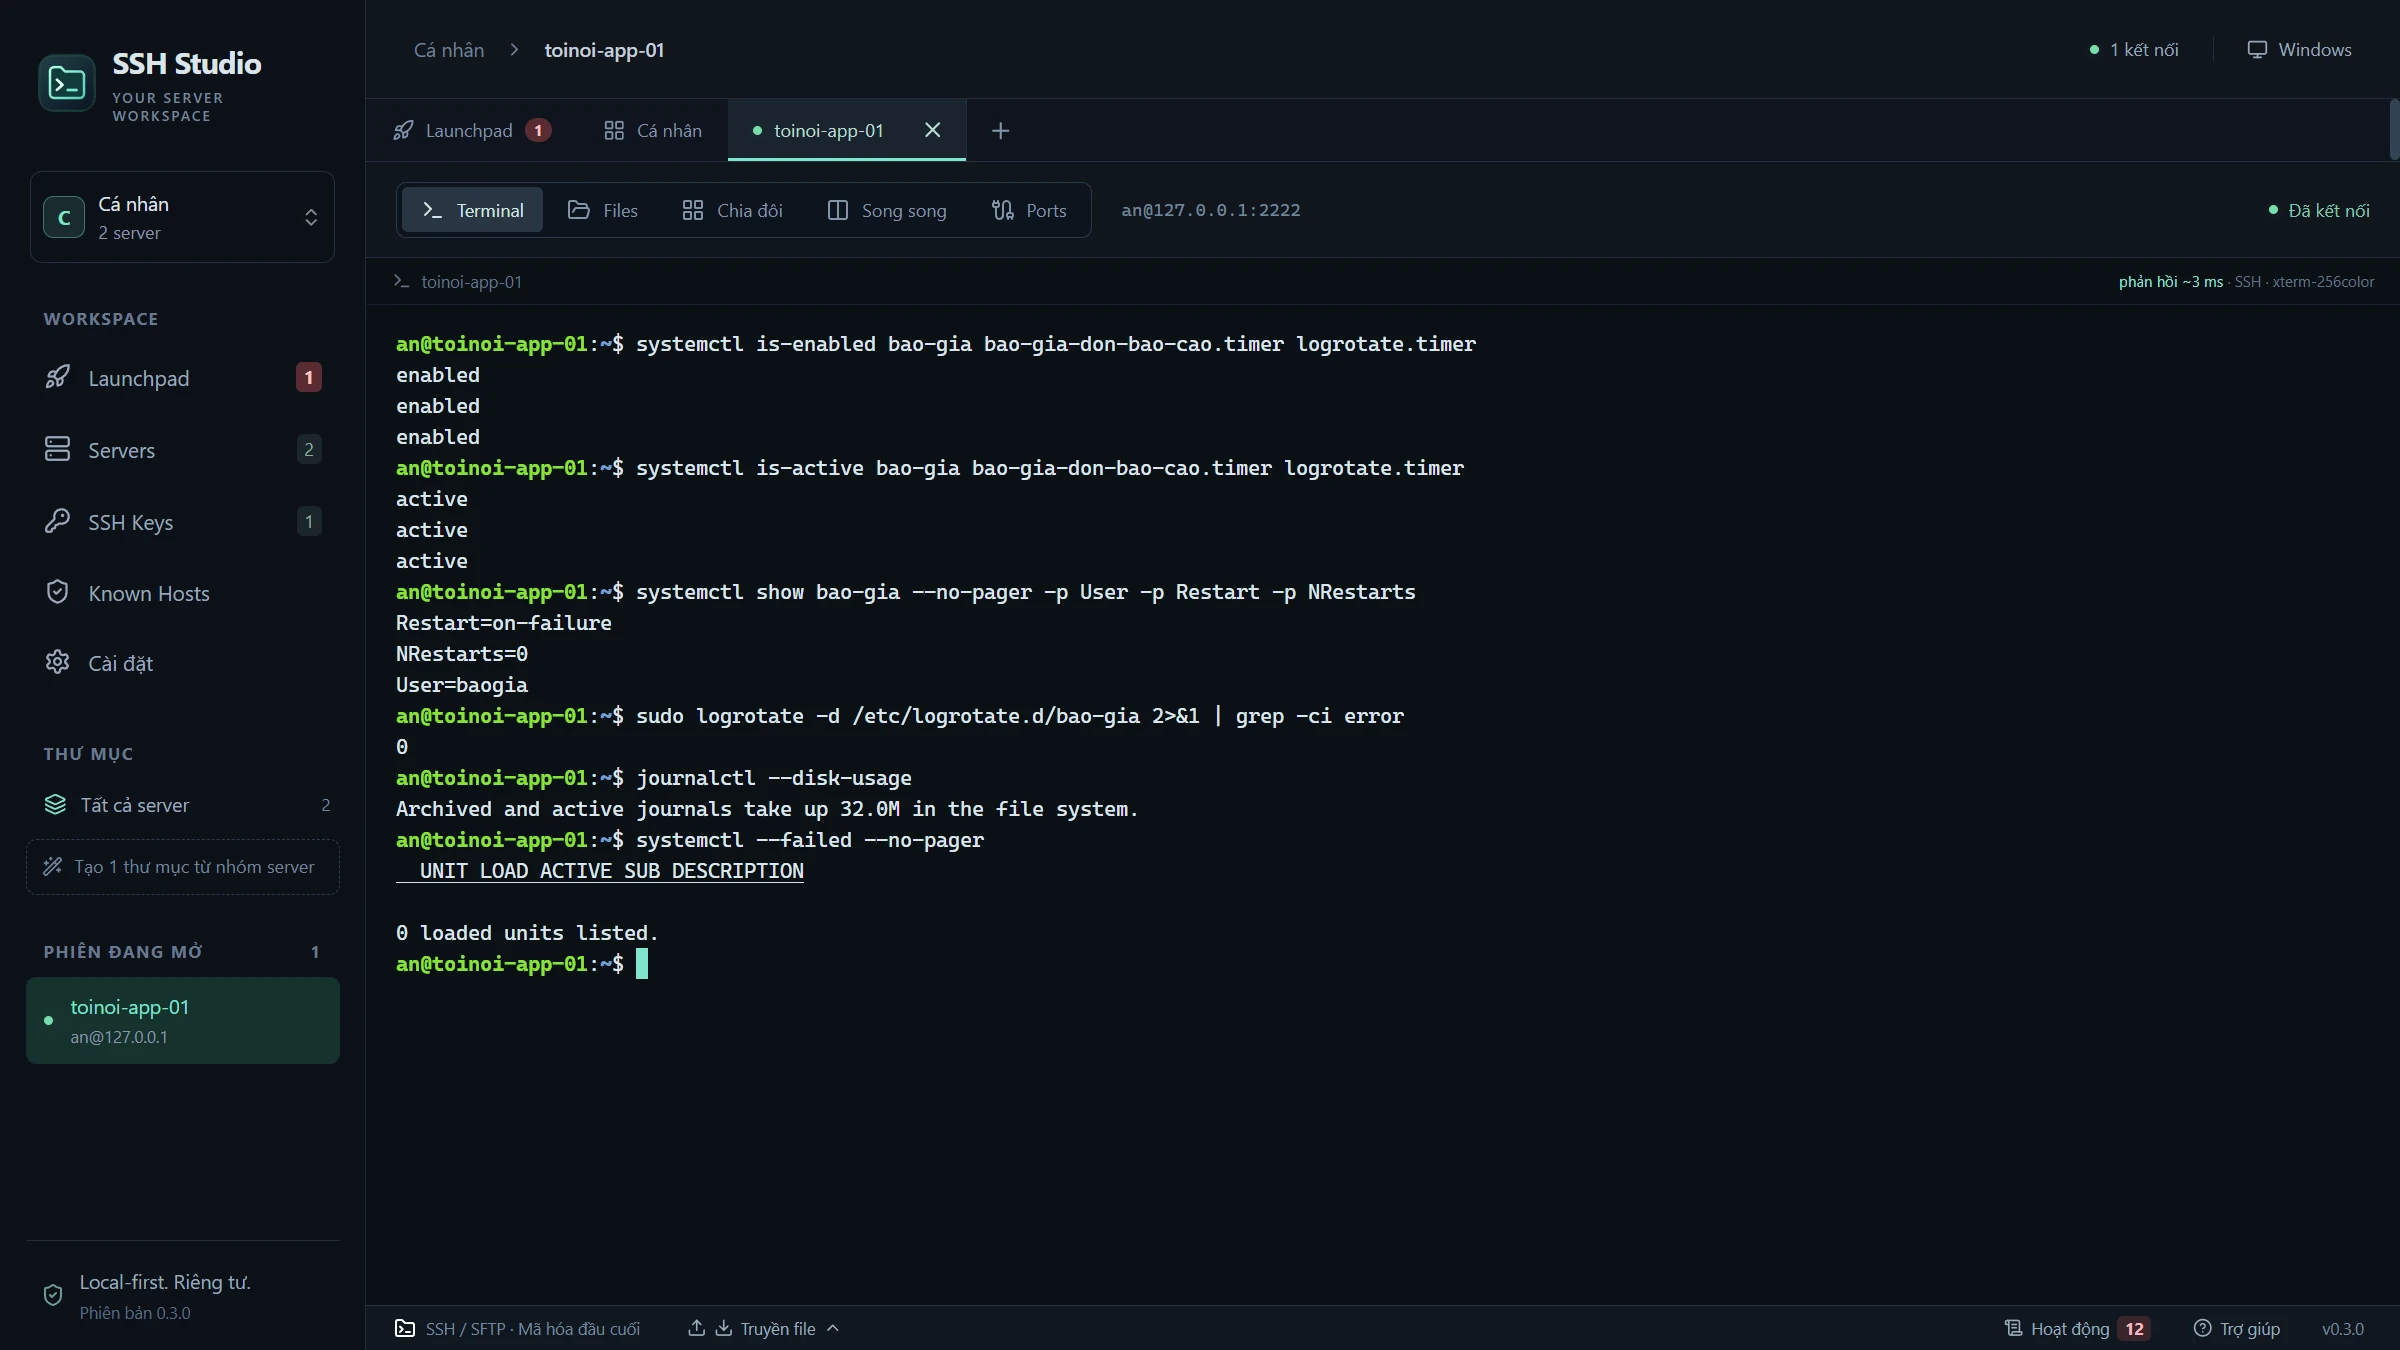 SSH Studio
YOUR SERVER
WORKSPACE
C
Cá nhân
2 server
WORKSPACE
Launchpad 1
Servers 2
SSH Keys 1
Known Hosts
Cài đặt
THƯ MỤC
Tất cả server 2
Tạo 1 thư mục từ nhóm server
PHIÊN ĐANG MỞ 1
toinoi-app-01
an@127.0.0.1
Local-first. Riêng tư.
Phiên bản 0.3.0
Cá nhân > toinoi-app-01
1 kết nối
Windows
Launchpad 1
Cá nhân
toinoi-app-01
Terminal
Files
Chia đôi
Song song
Ports
an@127.0.0.1:2222
Đã kết nối
toinoi-app-01
phản hồi ~3 ms · SSH · xterm-256color
an@toinoi-app-01:~$ systemctl is-enabled bao-gia bao-gia-don-bao-cao.timer logrotate.timer
enabled
enabled
enabled
an@toinoi-app-01:~$ systemctl is-active bao-gia bao-gia-don-bao-cao.timer logrotate.timer
active
active
active
an@toinoi-app-01:~$ systemctl show bao-gia --no-pager -p User -p Restart -p NRestarts
Restart=on-failure
NRestarts=0
User=baogia
an@toinoi-app-01:~$ sudo logrotate -d /etc/logrotate.d/bao-gia 2>&1 | grep -ci error
0
an@toinoi-app-01:~$ journalctl --disk-usage
Archived and active journals take up 32.0M in the file system.
an@toinoi-app-01:~$ systemctl --failed --no-pager
UNIT LOAD ACTIVE SUB DESCRIPTION
0 loaded units listed.
an@toinoi-app-01:~$
SSH / SFTP · Mã hóa đầu cuối
Truyền file
Hoạt động 12
Trợ giúp
v0.3.0